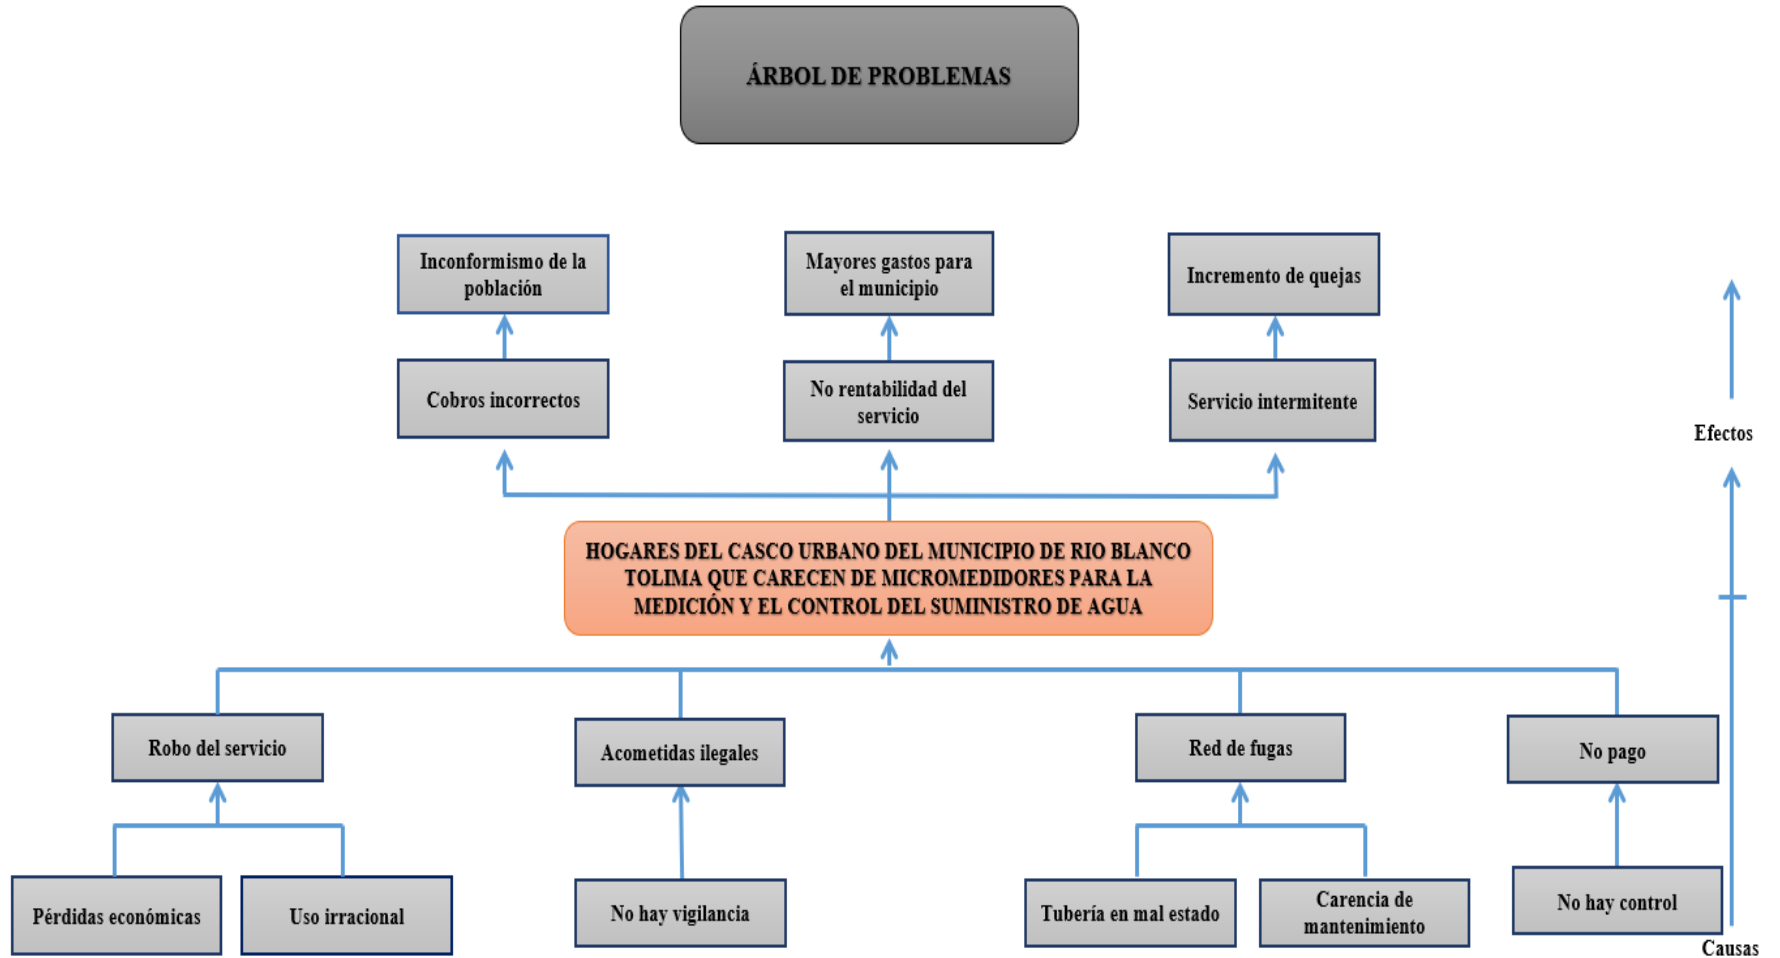 ÁRBOL DE PROBLEMAS
Inconformismo de la
población
Mayores gastos para
el municipio
Incremento de quejas
Cobros incorrectos
No rentabilidad del
servicio
Servicio intermitente
Efectos
HOGARES DEL CASCO URBANO DEL MUNICIPIO DE RIO BLANCO
TOLIMA QUE CARECEN DE MICROMEDIDORES PARA LA
MEDICIÓN Y EL CONTROL DEL SUMINISTRO DE AGUA
Robo del servicio
Acometidas ilegales
Red de fugas
No pago
Pérdidas económicas
Uso irracional
No hay vigilancia
Tubería en mal estado
Carencia de
mantenimiento
No hay control
Causas